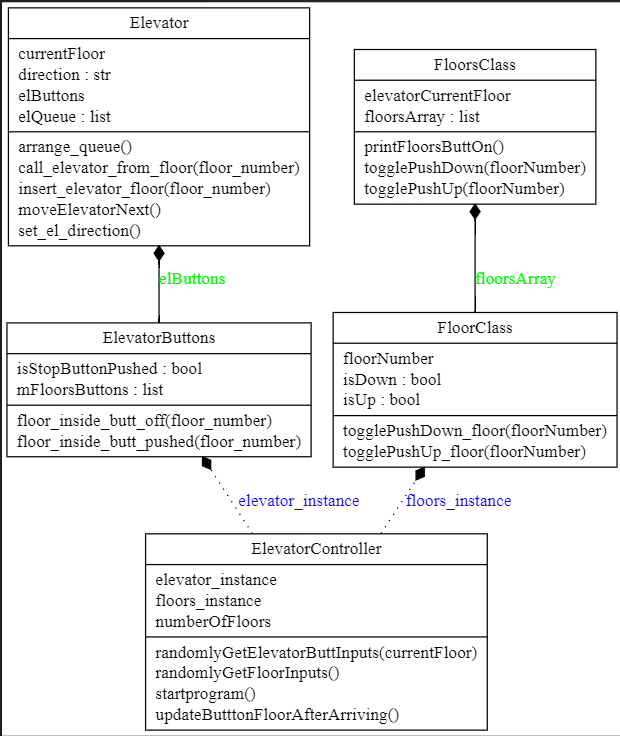 Elevator
currentFloor
direction : str
elButtons
elQueue : list
arrange_queue()
call_elevator_from_floor(floor_number)
insert_elevator_floor(floor_number)
moveElevatorNext()
set_el_direction()
FloorsClass
elevatorCurrentFloor
floorsArray : list
printFloorsButtOn()
togglePushDown(floorNumber)
togglePushUp(floorNumber)
elButtons
floorsArray
ElevatorButtons
isStopButtonPushed : bool
mFloorsButtons : list
floor_inside_butt_off(floor_number)
floor_inside_butt_pushed(floor_number)
FloorClass
floorNumber
isDown : bool
isUp : bool
togglePushDown_floor(floorNumber)
togglePushUp_floor(floorNumber)
elevator_instance
floors_instance
ElevatorController
elevator_instance
floors_instance
numberOfFloors
randomlyGetElevatorButtInputs(currentFloor)
randomlyGetFloorInputs()
startprogram()
updateButttonFloorAfterArriving()